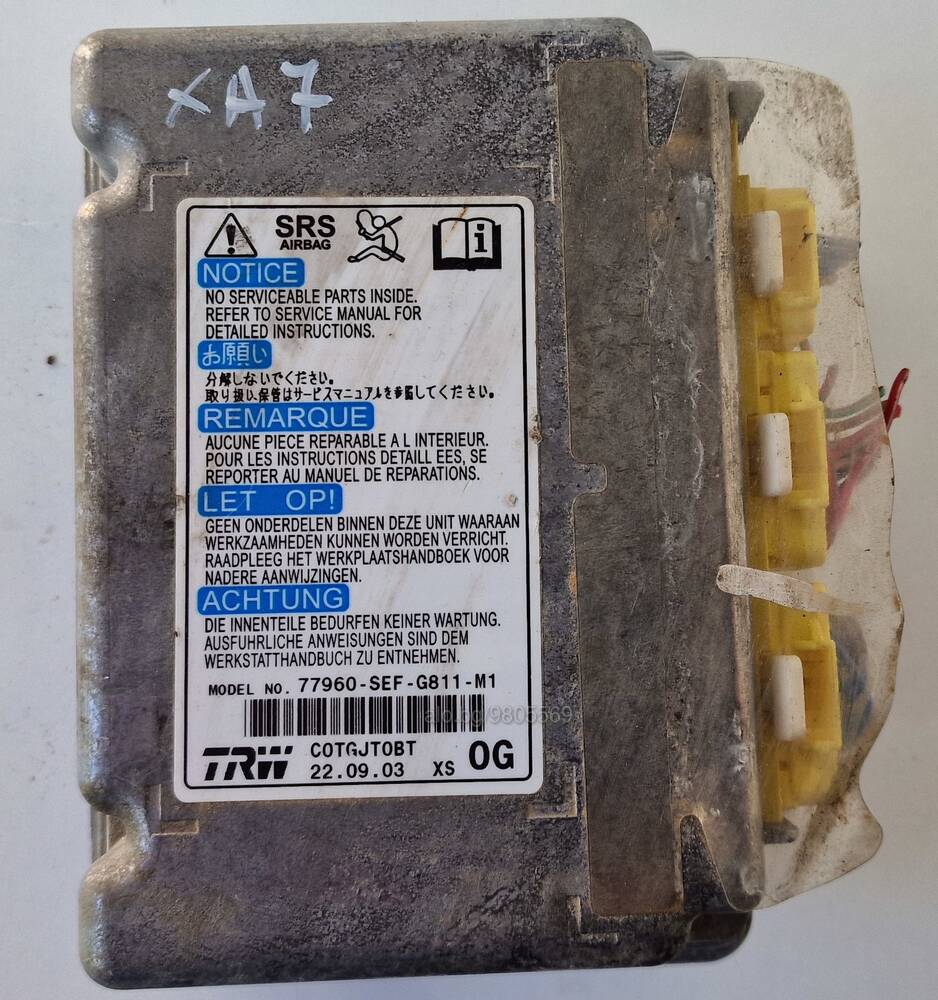 XA7
SRS
AIRBAG
NOTICE
NO SERVICEABLE PARTS INSIDE.
REFER TO SERVICE MANUAL FOR
DETAILED INSTRUCTIONS.
お願い
分解しないでください。
取り扱い、保管はサービスマニュアルを参照してください。
REMARQUE
AUCUNE PIECE REPARABLE A L INTERIEUR.
POUR LES INSTRUCTIONS DETAILL EES, SE
REPORTER AU MANUEL DE REPARATIONS.
LET OP!
GEEN ONDERDELEN BINNEN DEZE UNIT WAARAAN
WERKZAAMHEDEN KUNNEN WORDEN VERRICHT.
RAADPLEEG HET WERKPLAATSHANDBOEK VOOR
NADERE AANWIJZINGEN.
ACHTUNG
DIE INNENTEILE BEDURFEN KEINER WARTUNG.
AUSFUHRLICHE ANWEISUNGEN SIND DEM
WERKSTATTHANDBUCH ZU ENTNEHMEN.
MODEL NO. 77960-SEF-G811-M1
alo.bg/9805569
TRW C0TGJT0BT
22.09.03 XS 0G